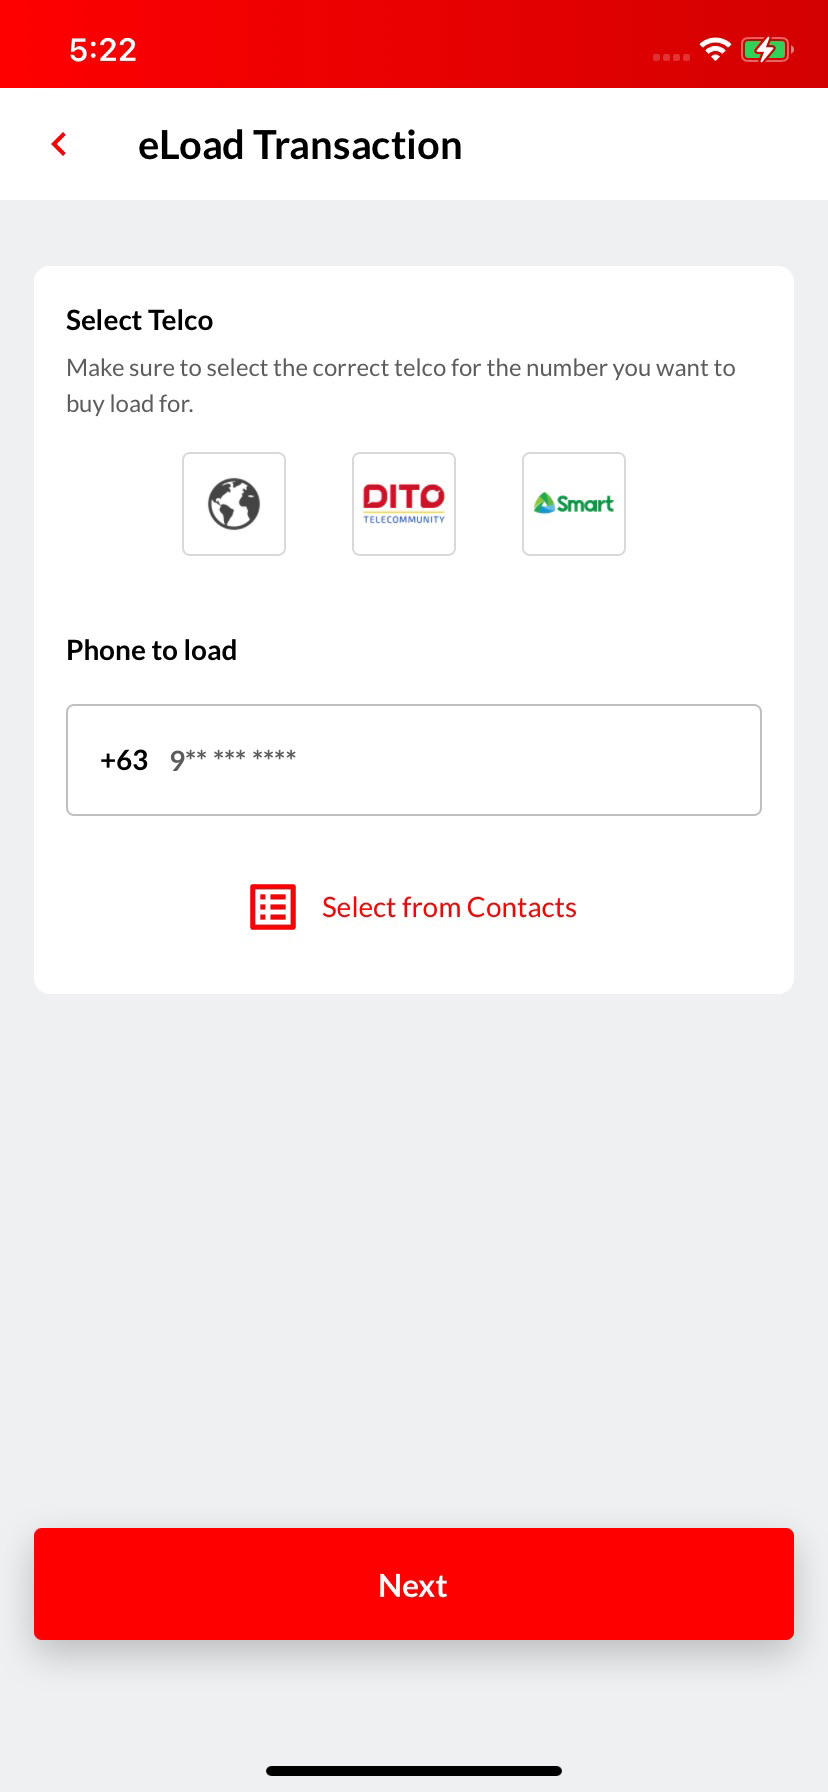 5:22
eLoad Transaction
Select Telco
Make sure to select the correct telco for the number you want to
buy load for.
DITO
TELECOMMUNITY
Smart
Phone to load
+63 9** *** ****
Select from Contacts
Next